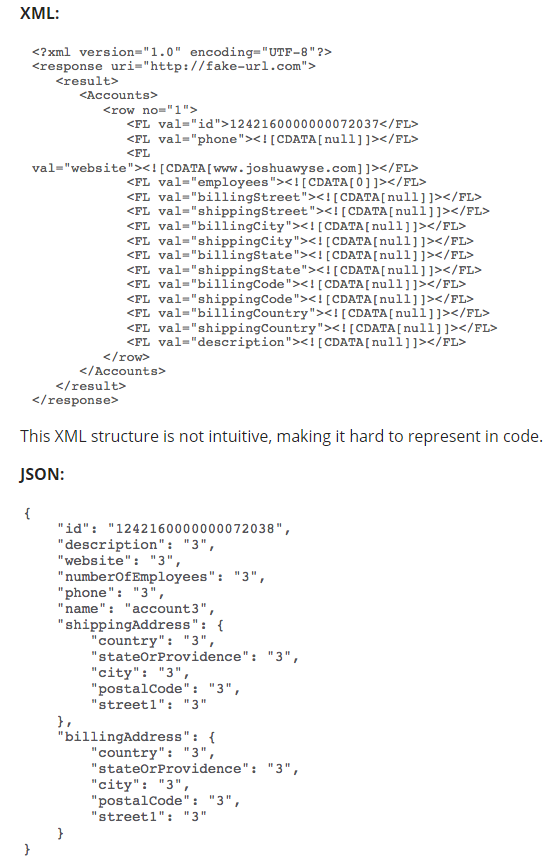 XML:
<?xml version="1.0" encoding="UTF-8"?>
<response uri="http://fake-url.com">
<result>
<Accounts>
<row no="1">
<FL val="id">1242160000000072037</FL>
<FL val="phone"><![CDATA[null]]></FL>
<FL
val="website"><![CDATA[www.joshuawyse.com]]></FL>
<FL val="employees"><![CDATA[0]]></FL>
<FL val="billingStreet"><![CDATA[null]]></FL>
<FL val="shippingStreet"><![CDATA[null]]></FL>
<FL val="billingCity"><![CDATA[null]]></FL>
<FL val="shippingCity"><![CDATA[null]]></FL>
<FL val="billingState"><![CDATA[null]]></FL>
<FL val="shippingState"><![CDATA[null]]></FL>
<FL val="billingCode"><![CDATA[null]]></FL>
<FL val="shippingCode"><![CDATA[null]]></FL>
<FL val="billingCountry"><![CDATA[null]]></FL>
<FL val="shippingCountry"><![CDATA[null]]></FL>
<FL val="description"><![CDATA[null]]></FL>
</row>
</Accounts>
</result>
</response>
This XML structure is not intuitive, making it hard to represent in code.
JSON:
{
"id": "1242160000000072038",
"description": "3",
"website": "3",
"numberOfEmployees": "3",
"phone": "3",
"name": "account3",
"shippingAddress": {
"country": "3",
"stateOrProvidence": "3",
"city": "3",
"postalCode": "3",
"street1": "3"
},
"billingAddress": {
"country": "3",
"stateOrProvidence": "3",
"city": "3",
"postalCode": "3",
"street1": "3"
}
}